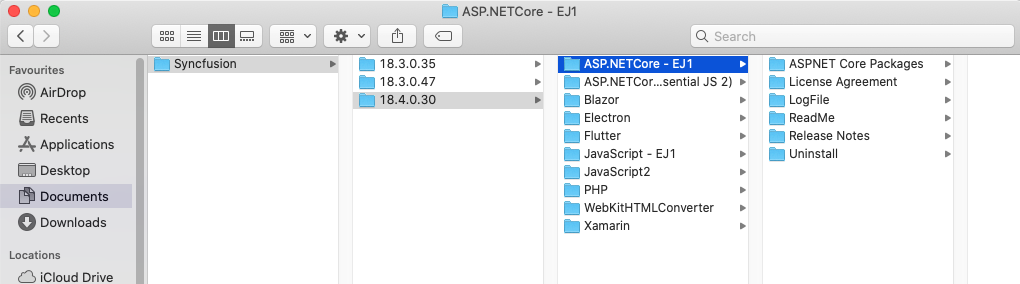 ASP.NETCore - EJ1
Search
Favourites
AirDrop
Recents
Applications
Desktop
Documents
Downloads
Locations
iCloud Drive
Syncfusion
18.3.0.35
18.3.0.47
18.4.0.30
ASP.NETCore - EJ1
ASP.NETCor...sential JS 2)
Blazor
Electron
Flutter
JavaScript - EJ1
JavaScript2
PHP
WebKitHTMLConverter
Xamarin
ASPNET Core Packages
License Agreement
LogFile
ReadMe
Release Notes
Uninstall